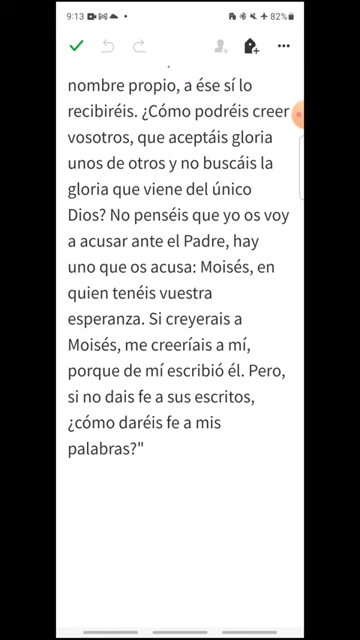 9:13
82%
nombre propio, a ése sí lo
recibiréis. ¿Cómo podréis creer
vosotros, que aceptáis gloria
unos de otros y no buscáis la
gloria que viene del único
Dios? No penséis que yo os voy
a acusar ante el Padre, hay
uno que os acusa: Moisés, en
quien tenéis vuestra
esperanza. Si creyerais a
Moisés, me creeríais a mí,
porque de mí escribió él. Pero,
si no dais fe a sus escritos,
¿cómo daréis fe a mis
palabras?"